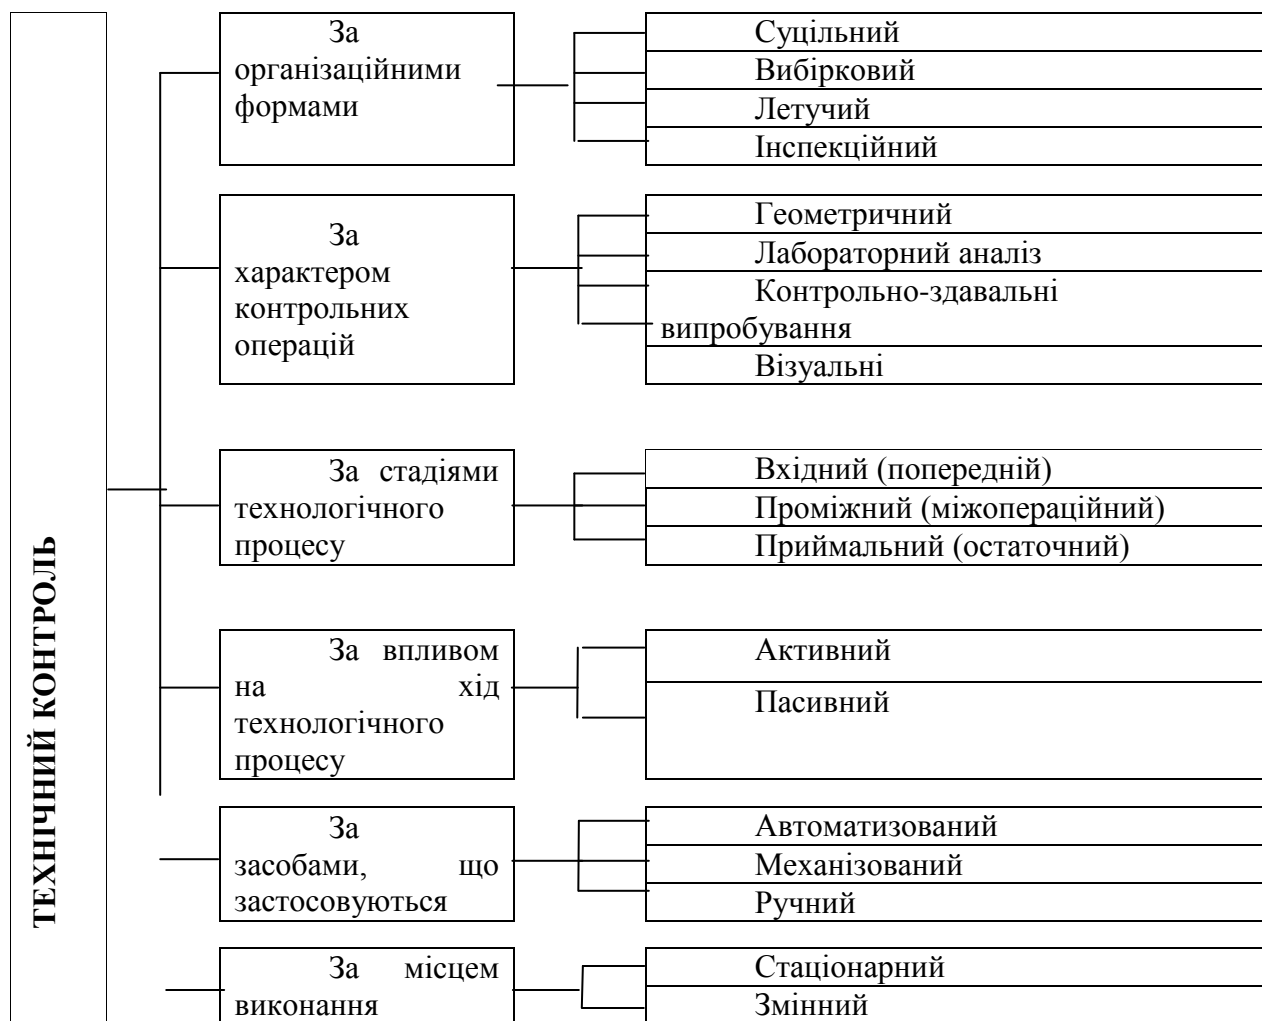 ТЕХНІЧНИЙ КОНТРОЛЬ
За
організаційними
формами
Суцільний
Вибірковий
Летучий
Інспекційний
За
характером
контрольних
операцій
Геометричний
Лабораторний аналіз
Контрольно-здавальні
випробування
Візуальні
За стадіями
технологічного
процесу
Вхідний (попередній)
Проміжний (міжопераційний)
Приймальний (остаточний)
За впливом
на хід
технологічного
процесу
Активний
Пасивний
За
засобами, що
застосовуються
Автоматизований
Механізований
Ручний
За місцем
виконання
Стаціонарний
Змінний